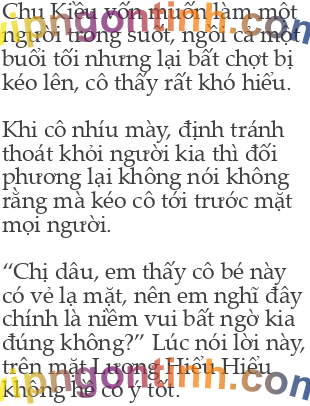 Chu Kiều vốn muốn làm một
người trong suốt, ngồi cả một
buổi tối nhưng lại bất chợt bị
kéo lên, cô thấy rất khó hiểu.
Khi cô nhíu mày, định tránh
thoát khỏi người kia thì đối
phương lại không nói không
rằng mà kéo cô tới trước mặt
mọi người.
“Chị dâu, em thấy cô bé này
có vẻ lạ mặt, nên em nghĩ đây
chính là niềm vui bất ngờ kia
đúng không?” Lúc nói lời này,
trên mặt Lương Hiểu Hiểu
không hề có ý tốt.
vipngontinh.com
vipngontinh.com